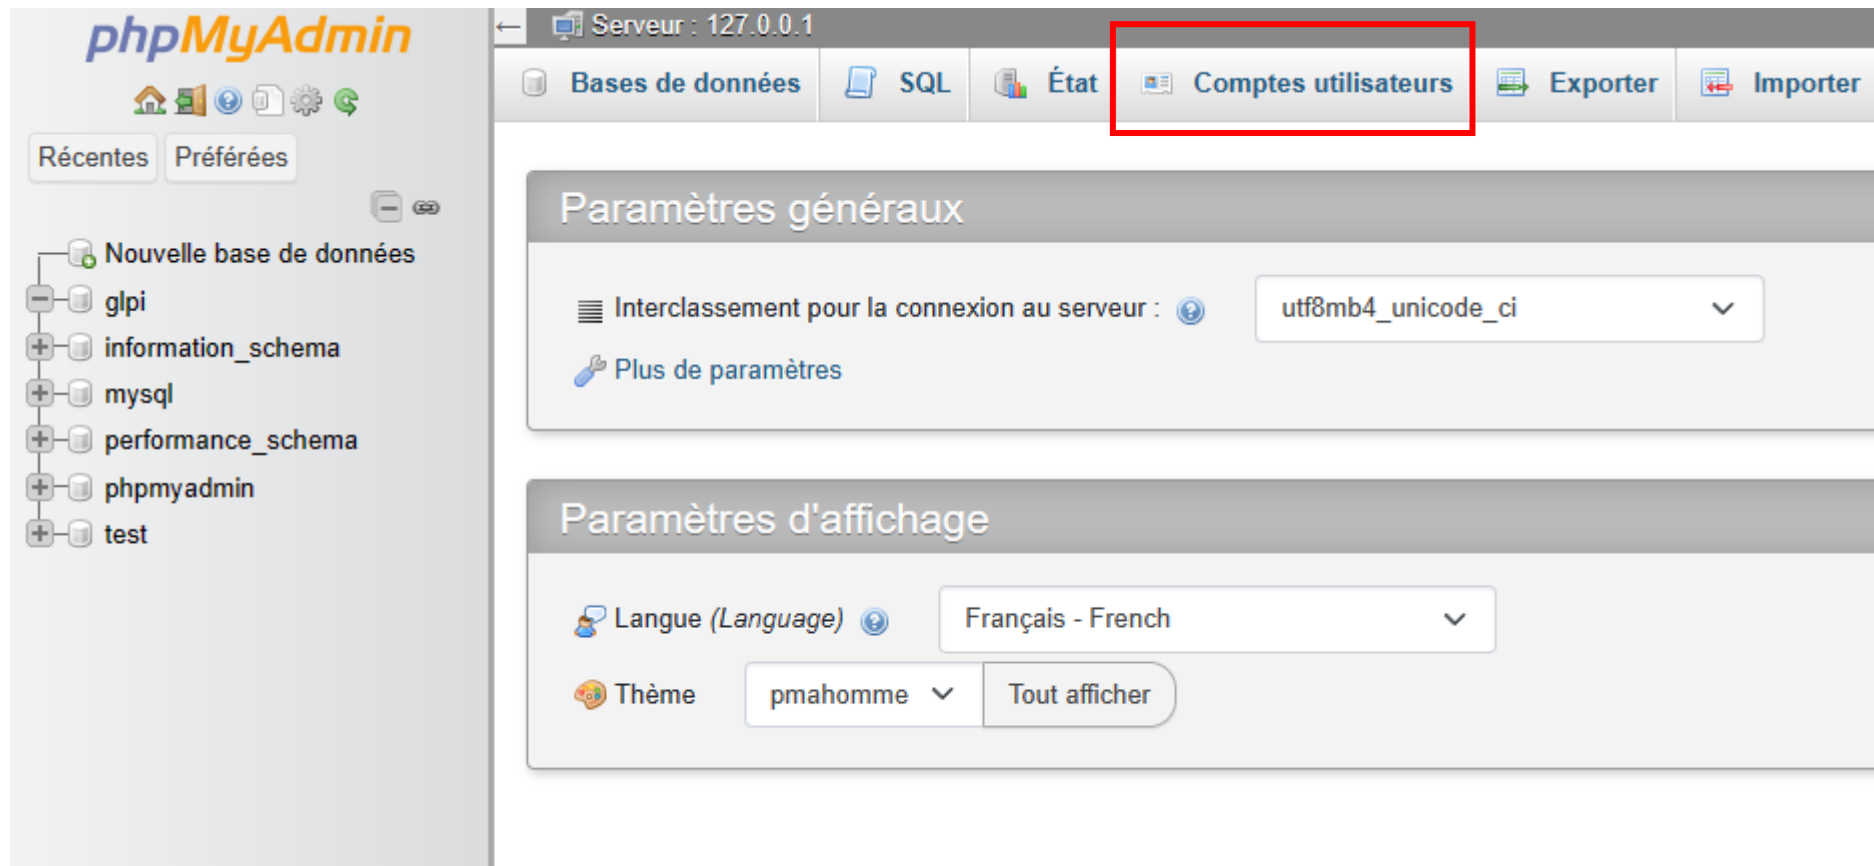 phpMyAdmin
Récentes Préférées
Nouvelle base de données
glpi
information_schema
mysql
performance_schema
phpmyadmin
test
Serveur : 127.0.0.1
Bases de données SQL État Comptes utilisateurs Exporter Importer
Paramètres généraux
Interclassement pour la connexion au serveur : utf8mb4_unicode_ci
Plus de paramètres
Paramètres d'affichage
Langue (Language) Français - French
Thème pmahomme Tout afficher